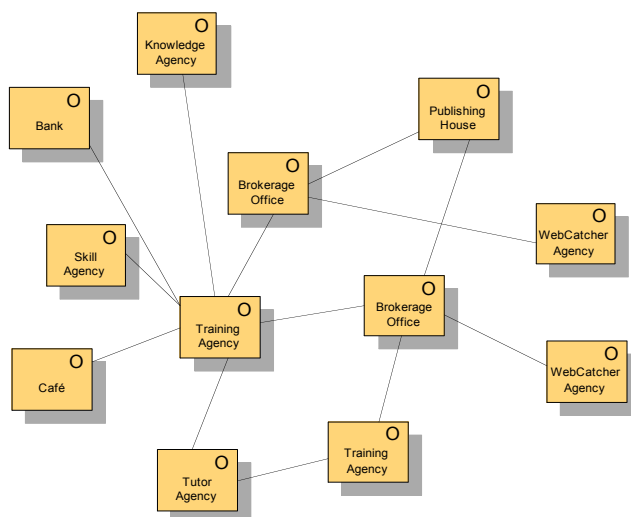 O
Knowledge
Agency
O
Bank
O
Publishing
House
O
Brokerage
Office
O
WebCatcher
Agency
O
Skill
Agency
O
Brokerage
Office
O
Training
Agency
O
WebCatcher
Agency
O
Café
O
Training
Agency
O
Tutor
Agency